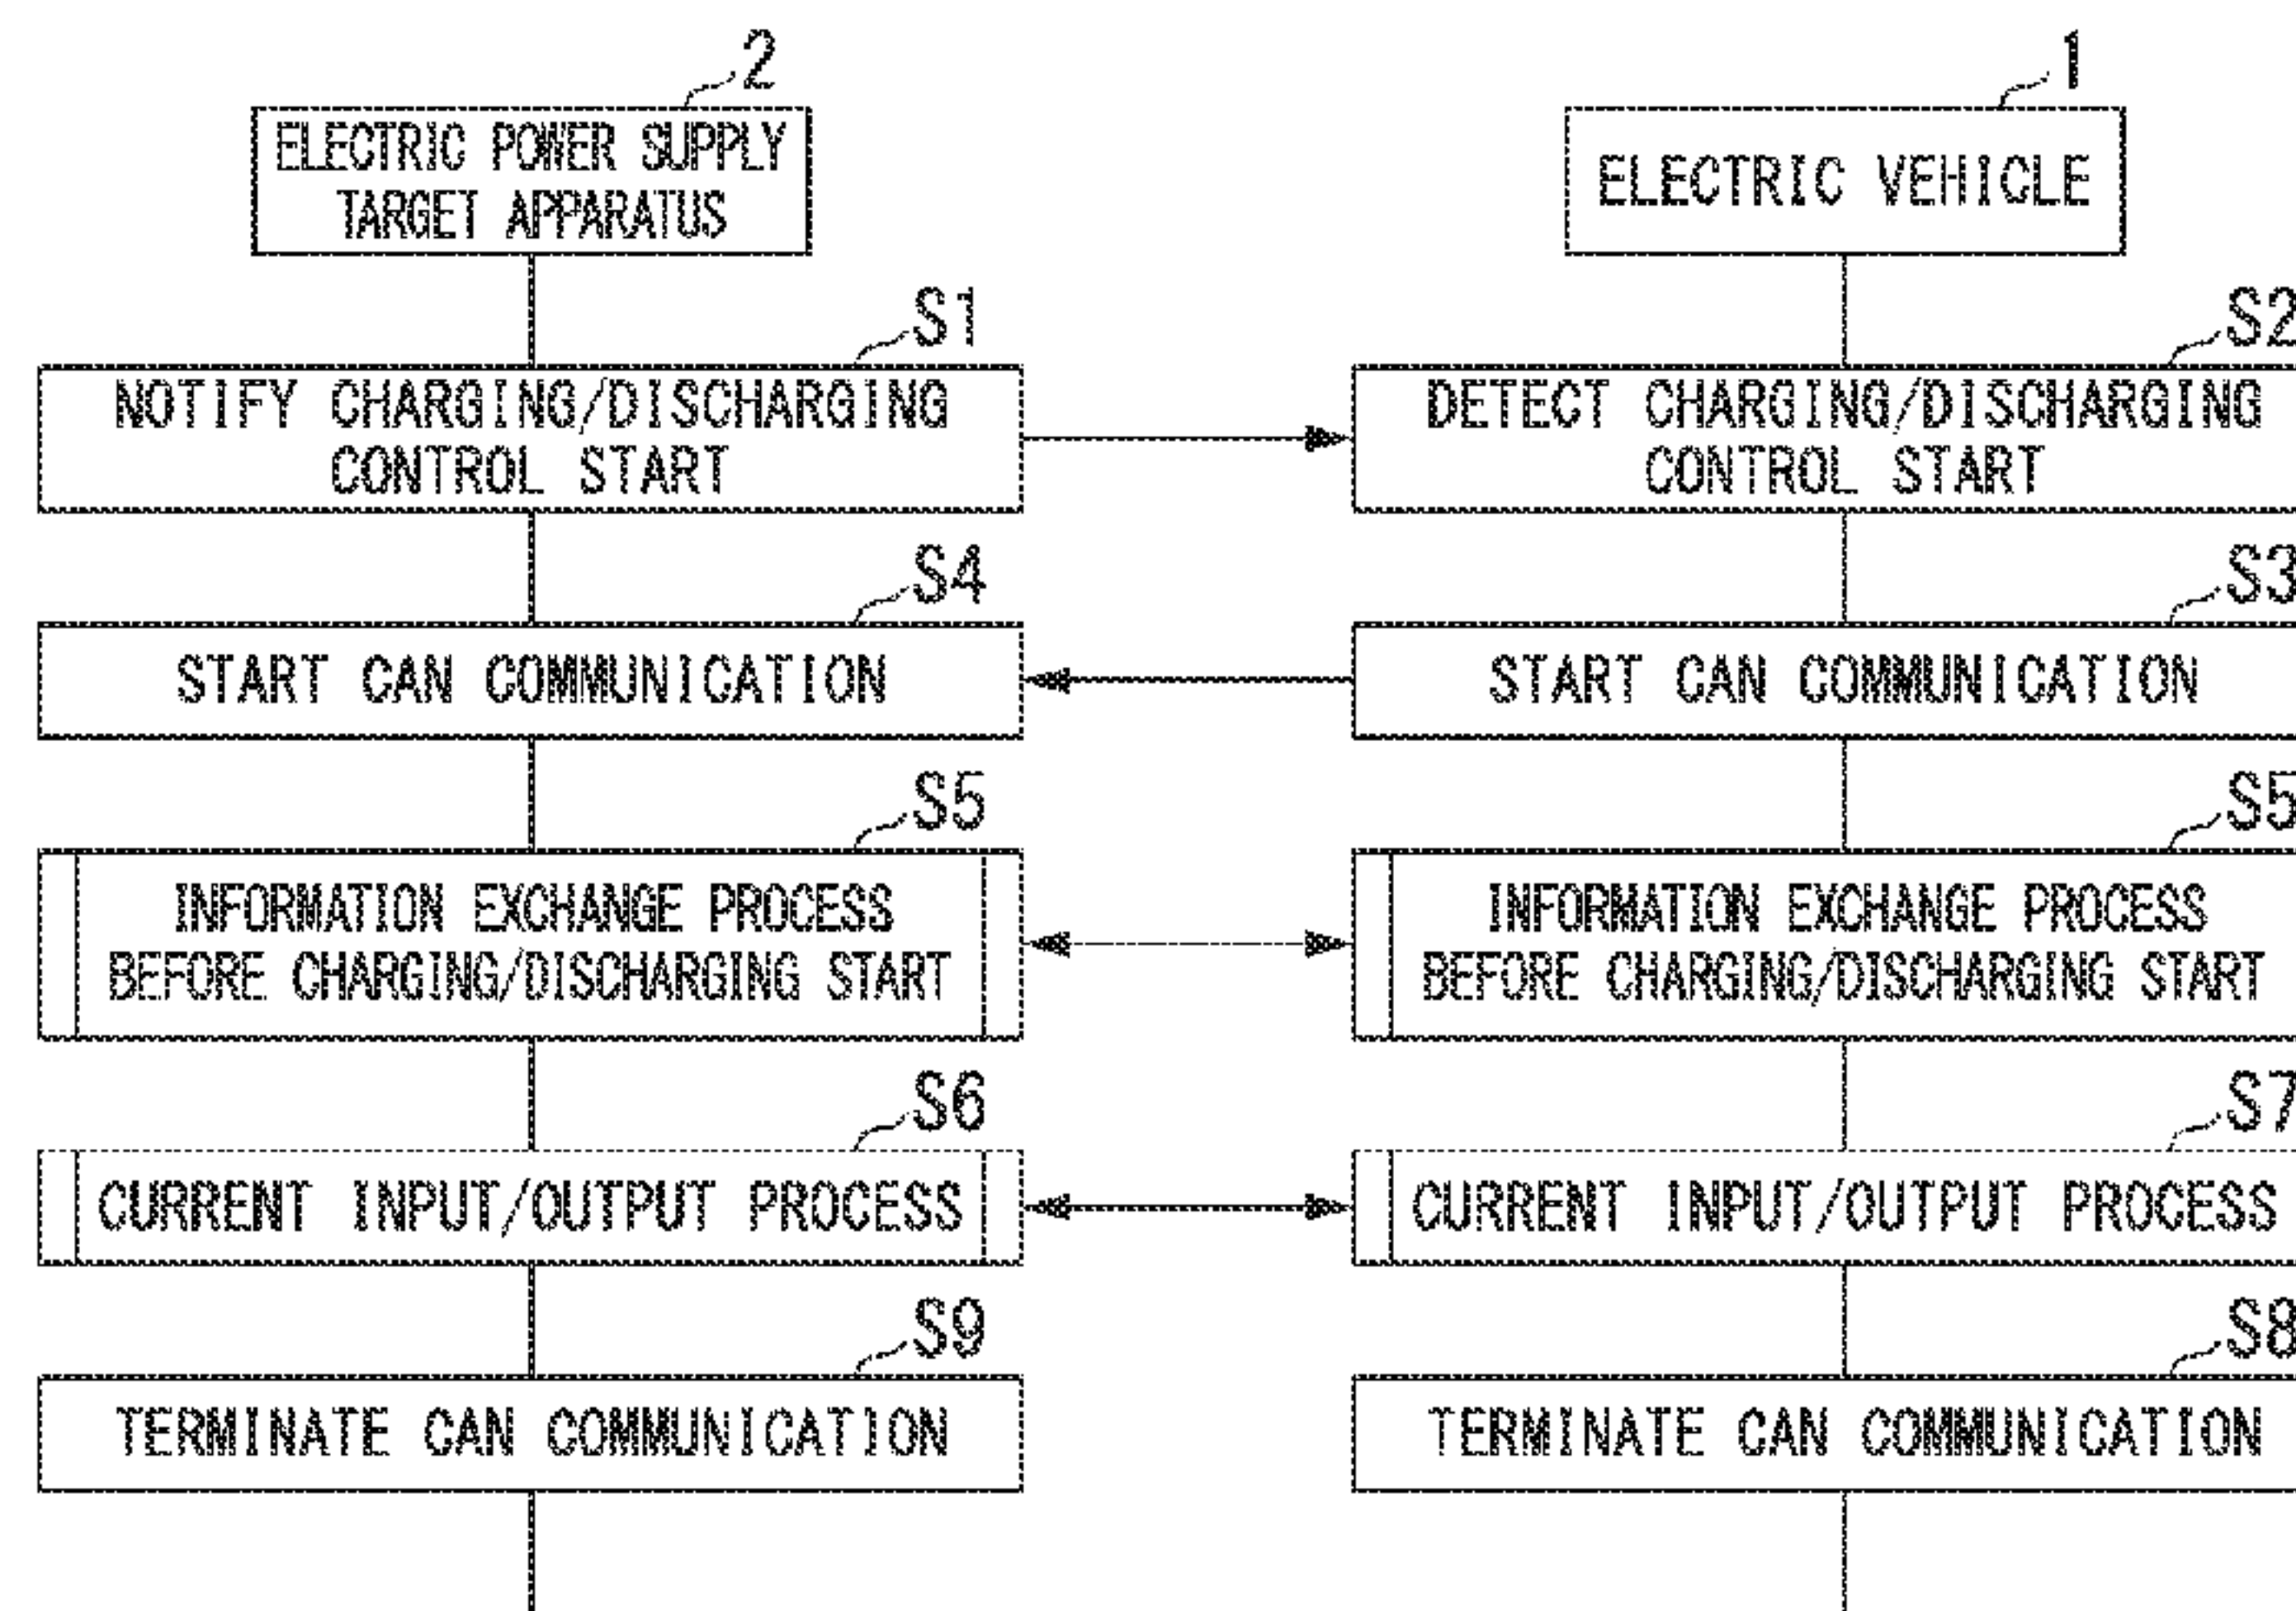 2
1
ELECTRIC POWER SUPPLY
TARGET APPARATUS
ELECTRIC VEHICLE
S1
S2
NOTIFY CHARGING/DISCHARGING
CONTROL START
DETECT CHARGING/DISCHARGING
CONTROL START
S4
S3
START CAN COMMUNICATION
START CAN COMMUNICATION
S5
S5
INFORMATION EXCHANGE PROCESS
BEFORE CHARGING/DISCHARGING START
INFORMATION EXCHANGE PROCESS
BEFORE CHARGING/DISCHARGING START
S6
S7
CURRENT INPUT/OUTPUT PROCESS
CURRENT INPUT/OUTPUT PROCESS
S9
S8
TERMINATE CAN COMMUNICATION
TERMINATE CAN COMMUNICATION